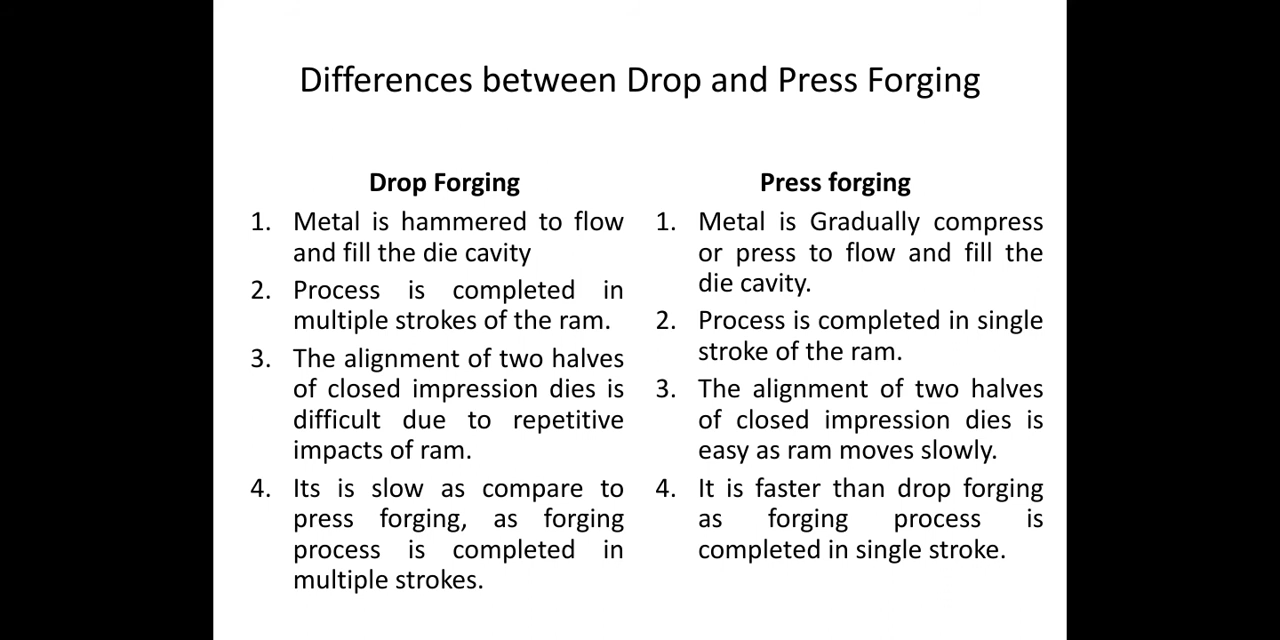 Differences between Drop and Press Forging
Drop Forging
1. Metal is hammered to flow
and fill the die cavity
2. Process is completed in
multiple strokes of the ram.
3. The alignment of two halves
of closed impression dies is
difficult due to repetitive
impacts of ram.
4. Its is slow as compare to
press forging, as forging
process is completed in
multiple strokes.
Press forging
1. Metal is Gradually compress
or press to flow and fill the
die cavity.
2. Process is completed in single
stroke of the ram.
3. The alignment of two halves
of closed impression dies is
easy as ram moves slowly.
4. It is faster than drop forging
as forging process is
completed in single stroke.